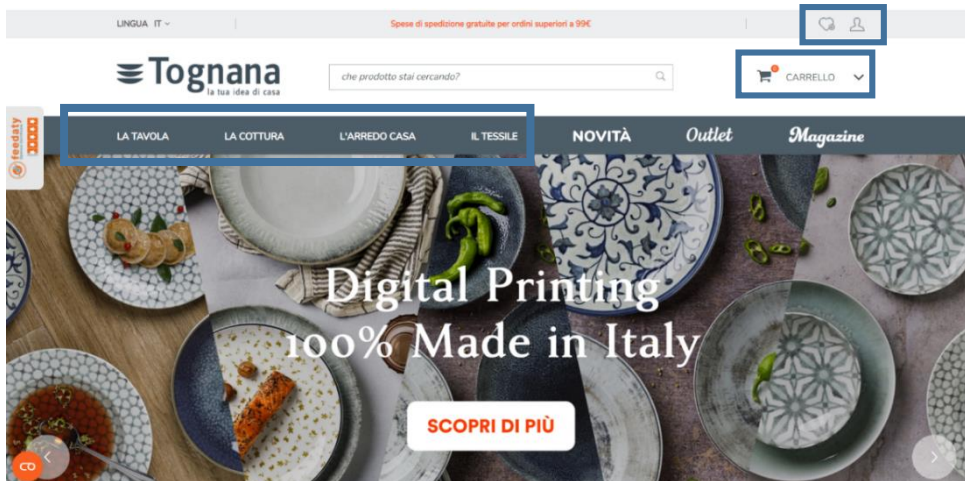 LINGUA IT
Spese di spedizione gratuite per ordini superiori a 99€
Tognana
la tua idea di casa
che prodotto stai cercando?
0
CARRELLO
feedaty
LA TAVOLA
LA COTTURA
L'ARREDO CASA
IL TESSILE
NOVITÀ
Outlet
Magazine
Digital Printing
100% Made in Italy
SCOPRI DI PIÙ